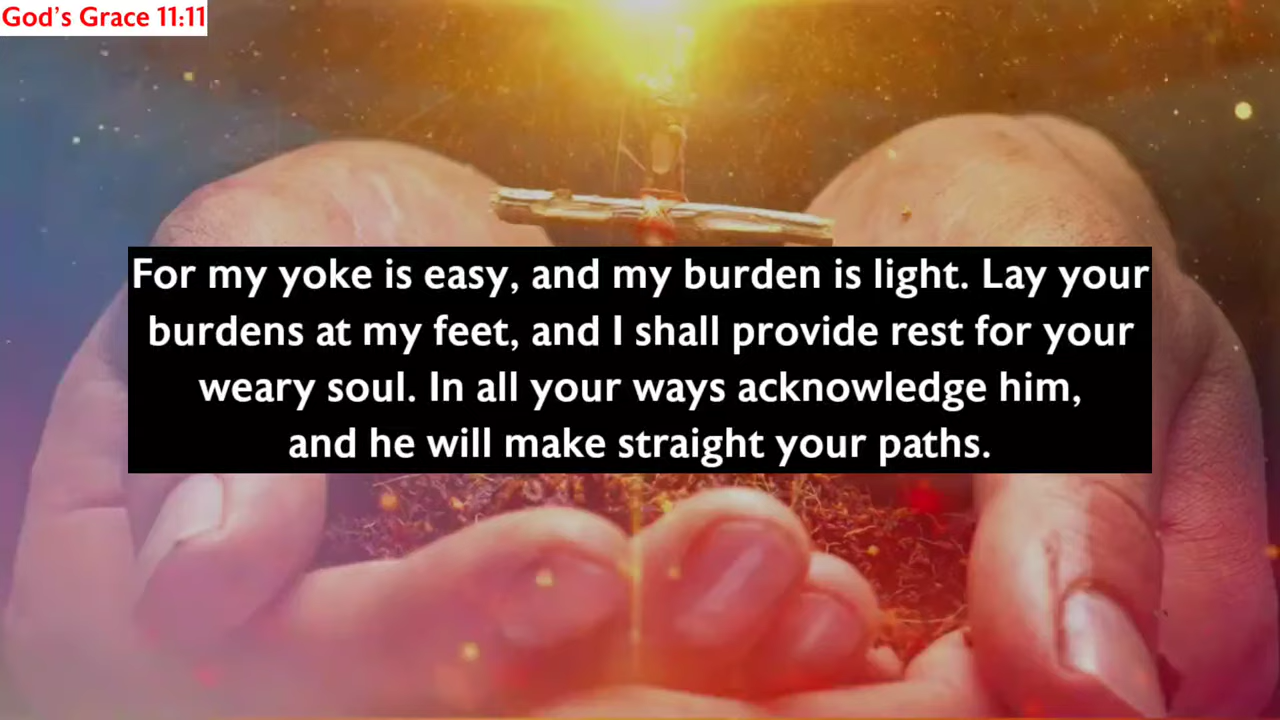 God's Grace 11:11
For my yoke is easy, and my burden is light. Lay your
burdens at my feet, and I shall provide rest for your
weary soul. In all your ways acknowledge him,
and he will make straight your paths.